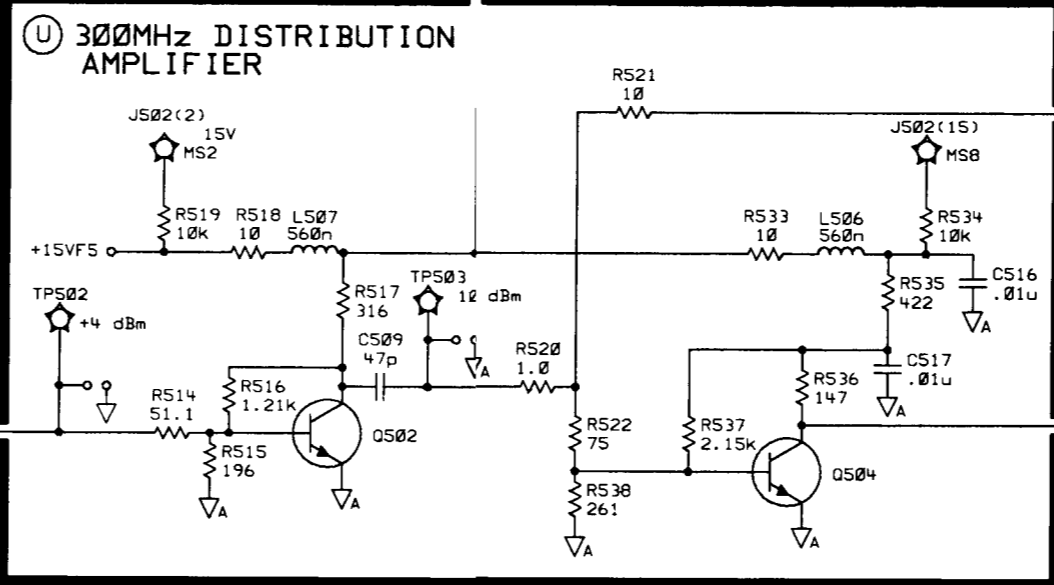 U 300MHz DISTRIBUTION
AMPLIFIER
R521
10
J502(2)
15V
MS2
J502(15)
MS8
R519
10k
R518
10
L507
560n
R533
10
L506
560n
R534
10k
+15VF5
TP502
+4 dBm
R517
316
TP503
10 dBm
R535
422
C516
.01u
A
C509
47p
A
R520
1.0
C517
.01u
A
R514
51.1
R516
1.21k
R536
147
Q502
R522
75
R537
2.15k
R515
196
A
A
R538
261
A
Q504
A